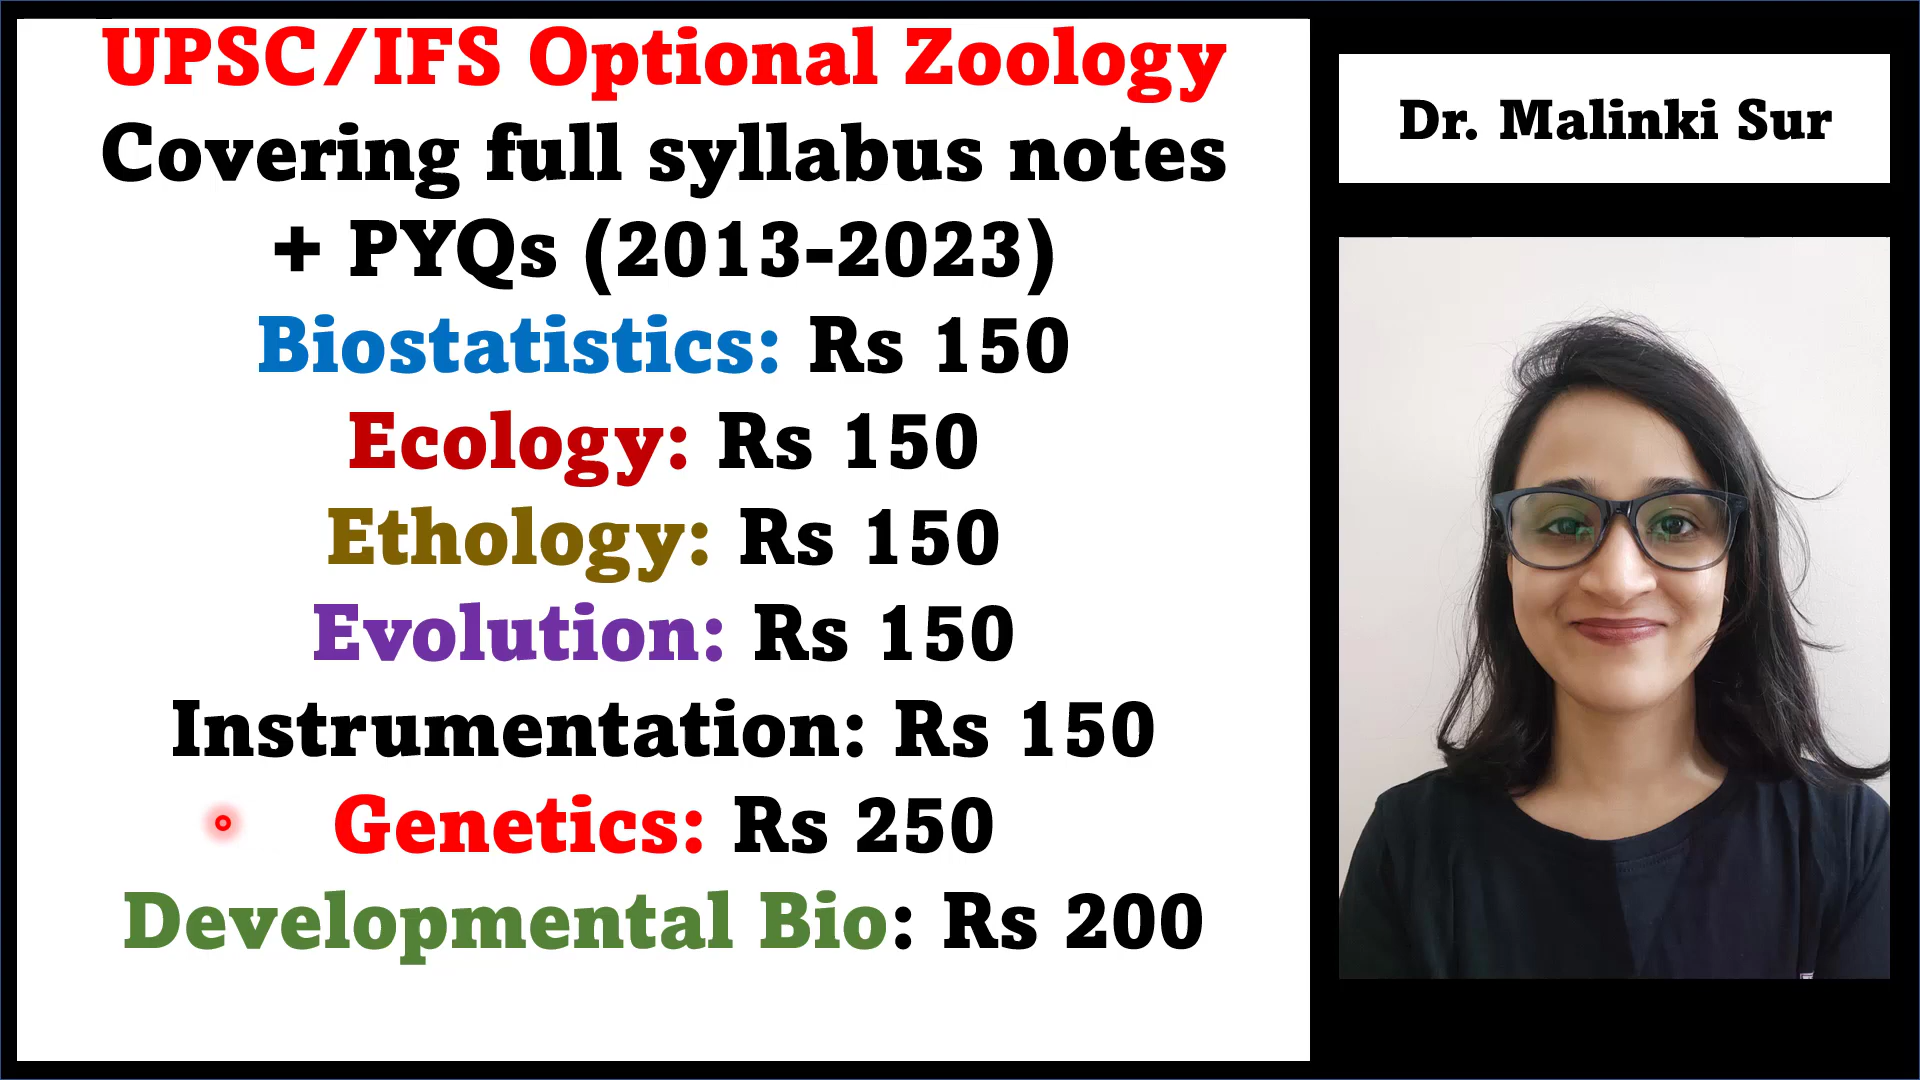 UPSC/IFS Optional Zoology
Covering full syllabus notes
+ PYQs (2013-2023)
Biostatistics: Rs 150
Ecology: Rs 150
Ethology: Rs 150
Evolution: Rs 150
Instrumentation: Rs 150
Genetics: Rs 250
Developmental Bio: Rs 200
Dr. Malinki Sur